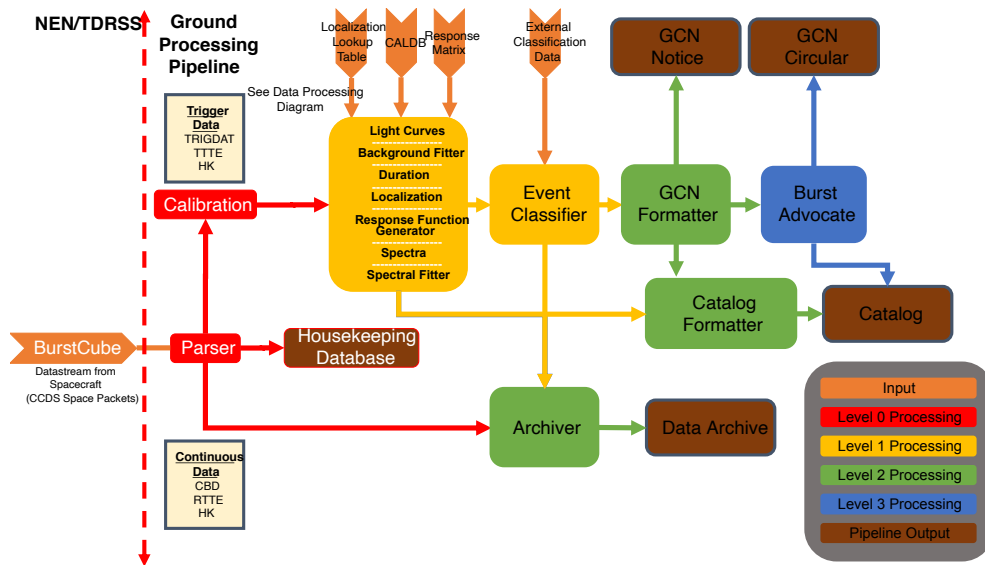 NEN/TDRSS
Ground
Processing
Pipeline
Localization
Lookup
Table
CALDB
Response
Matrix
External
Classification
Data
GCN
Notice
GCN
Circular
See Data Processing
Diagram
Trigger
Data
TRIGDAT
TTTE
HK
Light Curves
Background Fitter
Duration
Localization
Response Function
Generator
Spectra
Spectral Fitter
Calibration
Event
Classifier
GCN
Formatter
Burst
Advocate
Catalog
Formatter
Catalog
BurstCube
Parser
Housekeeping
Database
Datastream from
Spacecraft
(CCDS Space Packets)
Archiver
Data Archive
Continuous
Data
CBD
RTTE
HK
Input
Level 0 Processing
Level 1 Processing
Level 2 Processing
Level 3 Processing
Pipeline Output